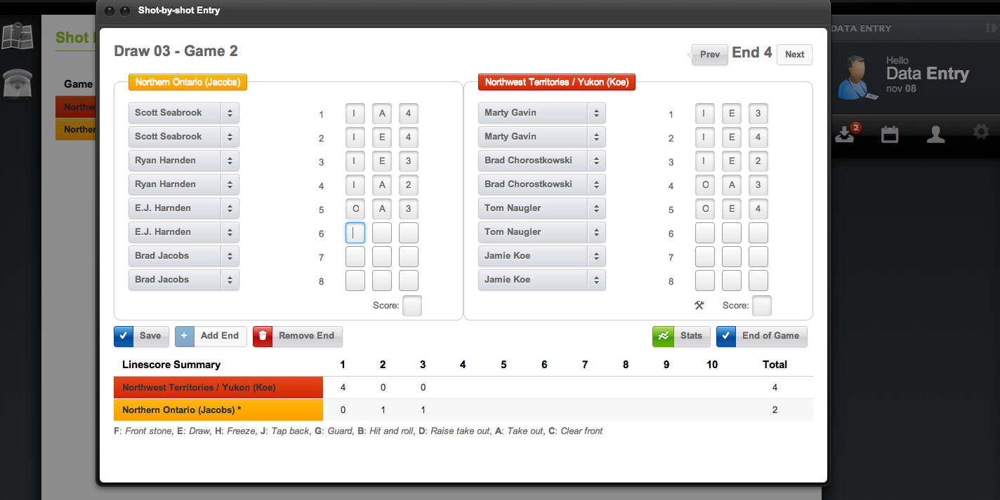 Shot-by-shot Entry
Shot
DATA ENTRY
Draw 03 - Game 2
Prev End 4 Next
Hello
Data Entry
nov 08
2
Game
Northw
Norther
Northern Ontario (Jacobs)
Scott Seabrook 1 I A 4
Scott Seabrook 2 I E 4
Ryan Harnden 3 I E 3
Ryan Harnden 4 I A 2
E.J. Harnden 5 O A 3
E.J. Harnden 6
Brad Jacobs 7
Brad Jacobs 8
Score:
Northwest Territories / Yukon (Koe)
Marty Gavin 1 I E 3
Marty Gavin 2 I E 4
Brad Chorostkowski 3 I E 2
Brad Chorostkowski 4 O A 3
Tom Naugler 5 O E 4
Tom Naugler 6
Jamie Koe 7
Jamie Koe 8
Score:
Save Add End Remove End Stats End of Game
Linescore Summary 1 2 3 4 5 6 7 8 9 10 Total
Northwest Territories / Yukon (Koe) 4 0 0 4
Northern Ontario (Jacobs) * 0 1 1 2
F: Front stone, E: Draw, H: Freeze, J: Tap back, G: Guard, B: Hit and roll, D: Raise take out, A: Take out, C: Clear front